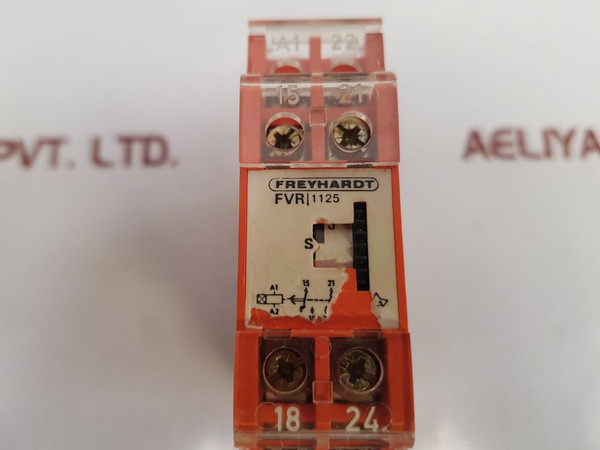 A1 22
15 21
PVT. LTD. AELIYA
FREYHARDT
FVR|1125
S
A1 15 21
A2
18 24